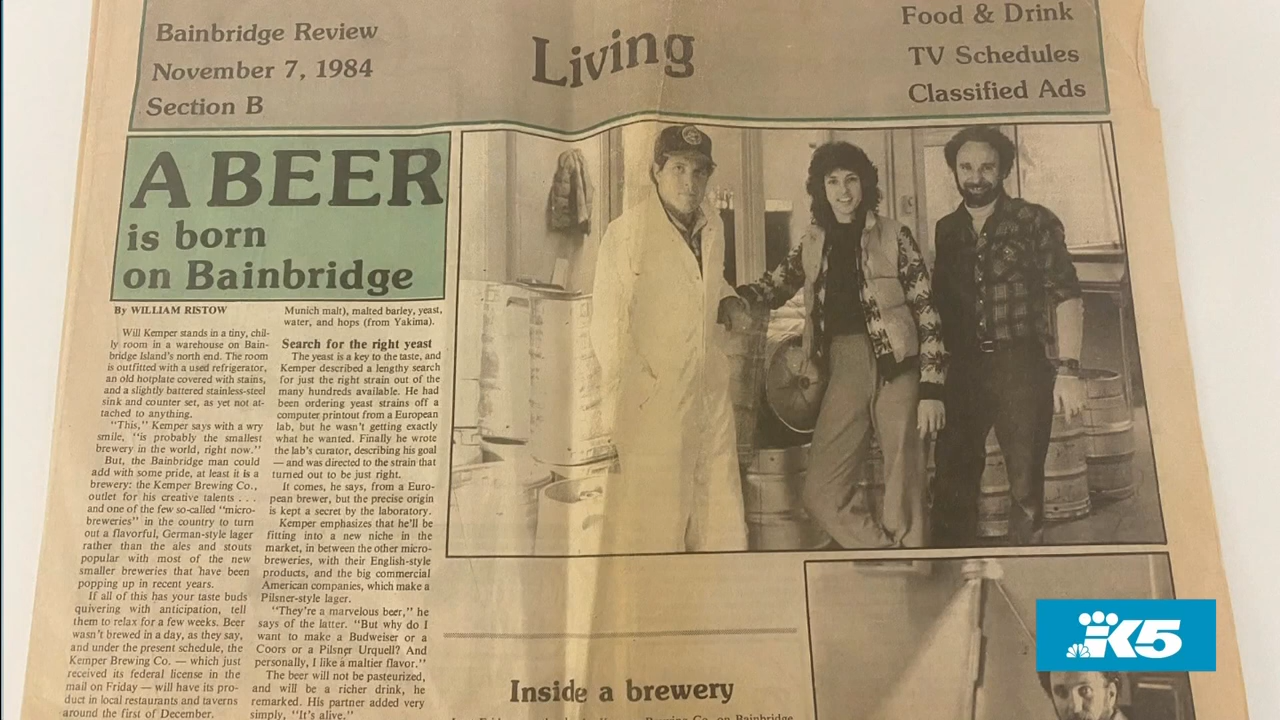 Bainbridge Review
November 7, 1984
Section B
Living
Food & Drink
TV Schedules
Classified Ads
A BEER
is born
on Bainbridge
By WILLIAM RISTOW
Will Kemper stands in a tiny, chil-
ly room in a warehouse on Bain-
bridge Island's north end. The room
is outfitted with a used refrigerator,
an old hotplate covered with stains,
and a slightly battered stainless-steel
sink and counter set, as yet not at-
tached to anything.
"This," Kemper says with a wry
smile, "is probably the smallest
brewery in the world, right now."
But, the Bainbridge man could
add with some pride, at least it is a
brewery: the Kemper Brewing Co.,
outlet for his creative talents . . .
and one of the few so-called "micro-
breweries" in the country to turn
out a flavorful, German-style lager
rather than the ales and stouts
popular with most of the new
smaller breweries that have been
popping up in recent years.
If all of this has your taste buds
quivering with anticipation, tell
them to relax for a few weeks. Beer
wasn't brewed in a day, as they say,
and under the present schedule, the
Kemper Brewing Co. — which just
received its federal license in the
mail on Friday — will have its pro-
duct in local restaurants and taverns
around the first of December.
Munich malt), malted barley, yeast,
water, and hops (from Yakima).
Search for the right yeast
The yeast is a key to the taste, and
Kemper described a lengthy search
for just the right strain out of the
many hundreds available. He had
been ordering yeast strains off a
computer printout from a European
lab, but he wasn't getting exactly
what he wanted. Finally he wrote
the lab's curator, describing his goal
— and was directed to the strain that
turned out to be just right.
It comes, he says, from a Euro-
pean brewer, but the precise origin
is kept a secret by the laboratory.
Kemper emphasizes that he'll be
fitting into a new niche in the
market, in between the other micro-
breweries, with their English-style
products, and the big commercial
American companies, which make a
Pilsner-style lager.
"They're a marvelous beer," he
says of the latter. "But why do I
want to make a Budweiser or a
Coors or a Pilsner Urquell? And
personally, I like a maltier flavor."
The beer will not be pasteurized,
and will be a richer drink, he
remarked. His partner added very
simply, "It's alive."
Inside a brewery
K5